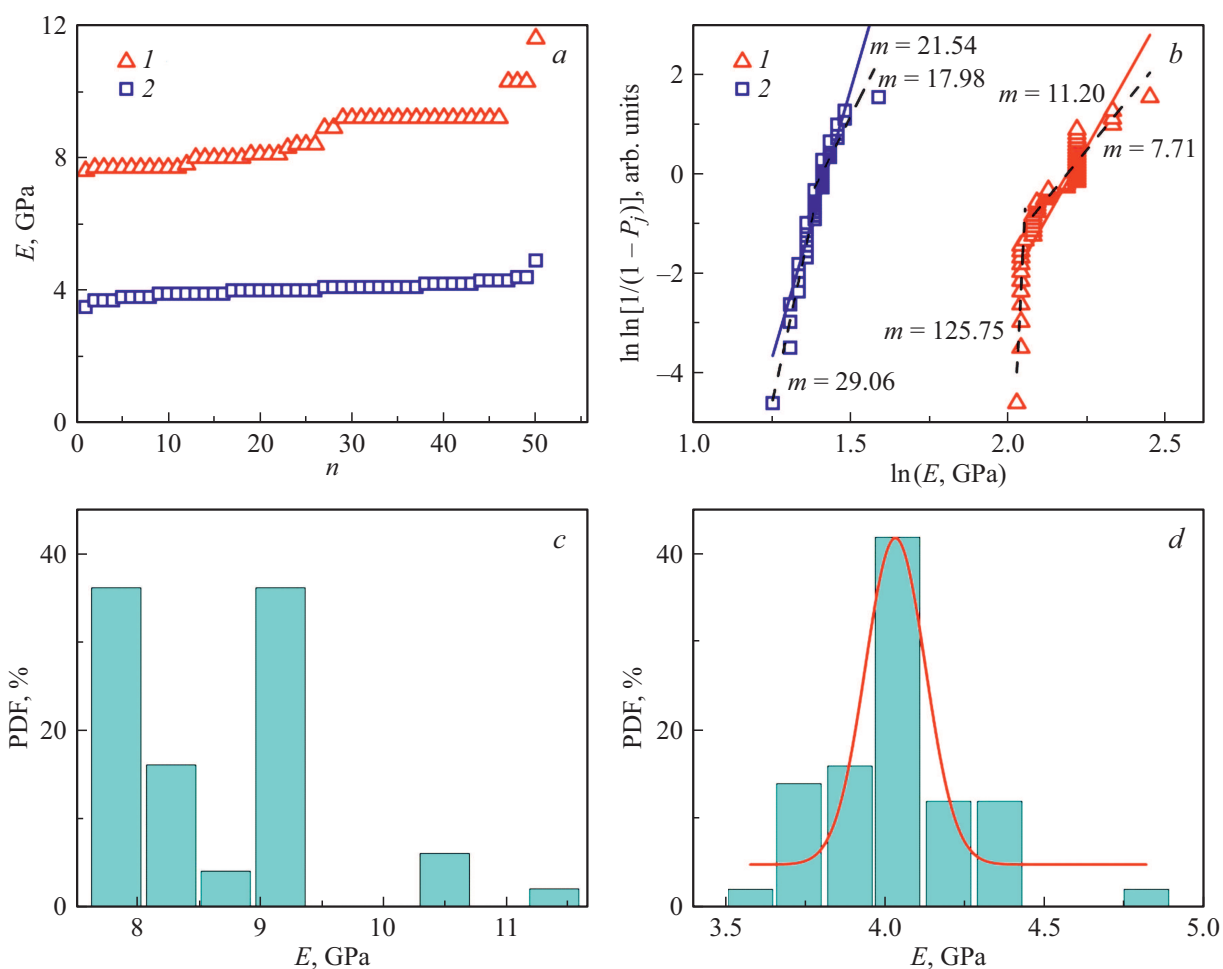 12
8
4
0
E, GPa
1
2
a
0
10
20
30
40
50
n
2
0
−2
−4
ln ln [1/(1 − P_j)], arb. units
1
2
b
m = 21.54
m = 17.98
m = 11.20
m = 7.71
m = 125.75
m = 29.06
1.0
1.5
2.0
2.5
ln (E, GPa)
40
20
0
PDF, %
c
8
9
10
11
E, GPa
40
20
0
PDF, %
d
3.5
4.0
4.5
5.0
E, GPa